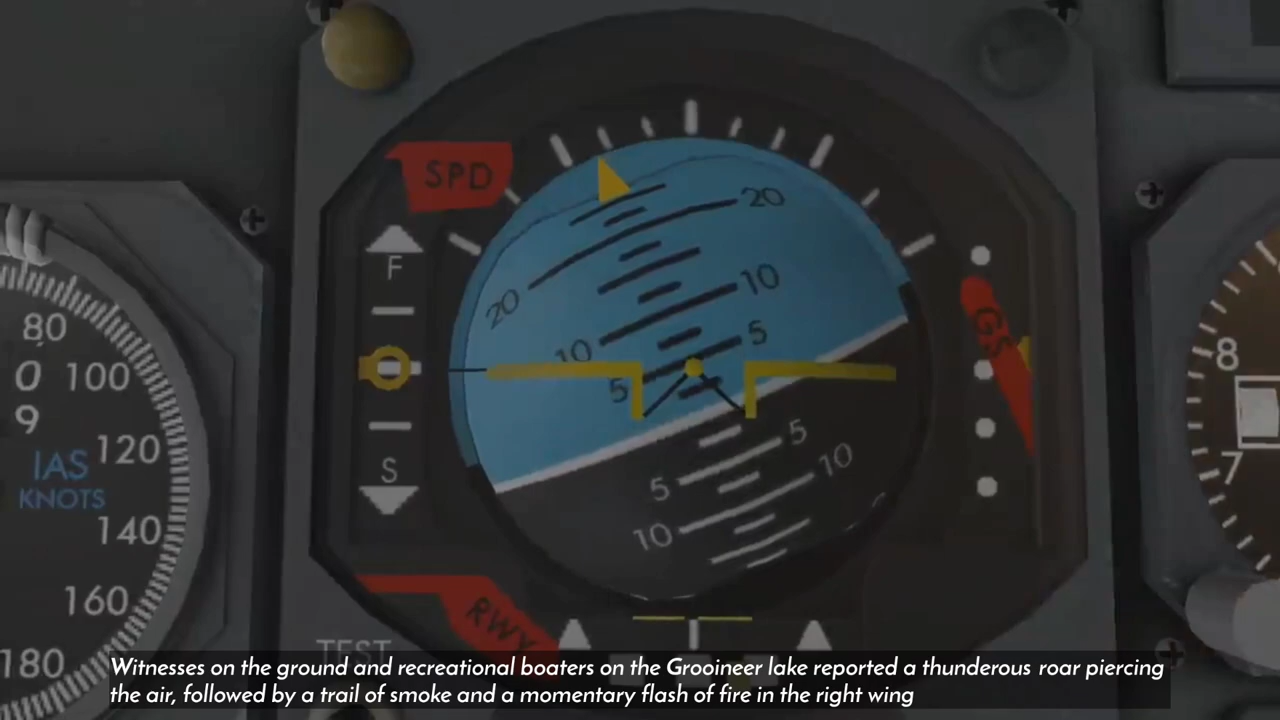 SPD
F
S
20
20
10
10
5
5
5
5
10
10
GS
RWY
TEST
80
0 100
9
120
IAS
KNOTS
140
160
180
8
7
Witnesses on the ground and recreational boaters on the Grooineer lake reported a thunderous roar piercing
the air, followed by a trail of smoke and a momentary flash of fire in the right wing